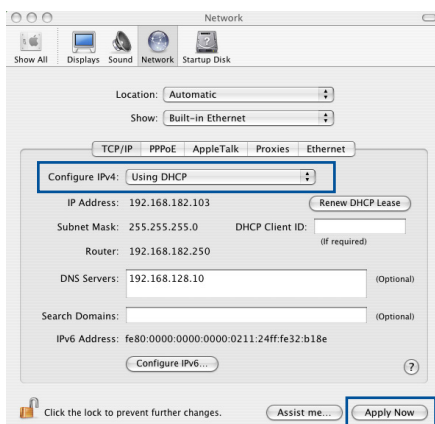 Network
Show All Displays Sound Network Startup Disk
Location: Automatic
Show: Built-in Ethernet
TCP/IP PPPoE AppleTalk Proxies Ethernet
Configure IPv4: Using DHCP
IP Address: 192.168.182.103 Renew DHCP Lease
Subnet Mask: 255.255.255.0 DHCP Client ID:
(If required)
Router: 192.168.182.250
DNS Servers: 192.168.128.10 (Optional)
Search Domains: (Optional)
IPv6 Address: fe80:0000:0000:0000:0211:24ff:fe32:b18e
Configure IPv6...
?
Click the lock to prevent further changes. Assist me... Apply Now